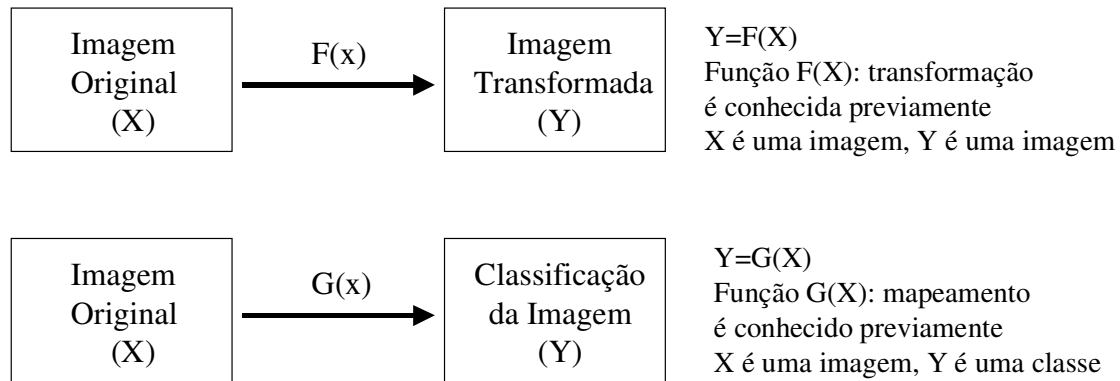 Imagem
Original
(X)
F(x)
Imagem
Transformada
(Y)
Y=F(X)
Função F(X): transformação
é conhecida previamente
X é uma imagem, Y é uma imagem
Imagem
Original
(X)
G(x)
Classificação
da Imagem
(Y)
Y=G(X)
Função G(X): mapeamento
é conhecido previamente
X é uma imagem, Y é uma classe